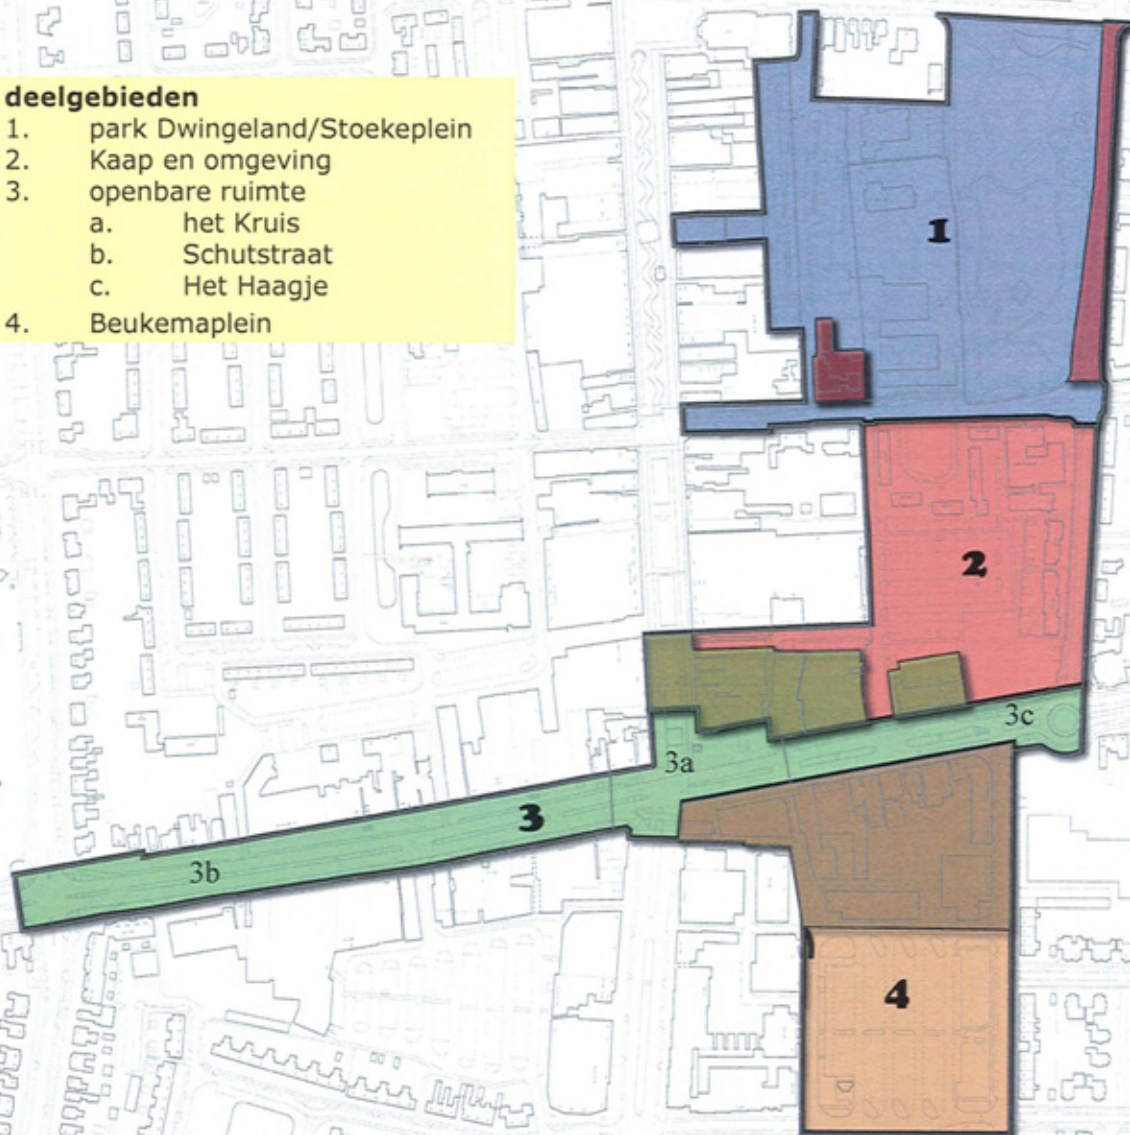 deelgebieden
1. park Dwingeland/Stoekeplein
2. Kaap en omgeving
3. openbare ruimte
a. het Kruis
b. Schutstraat
c. Het Haagje
4. Beukemaplein
1
2
3c
3a
3
3b
4